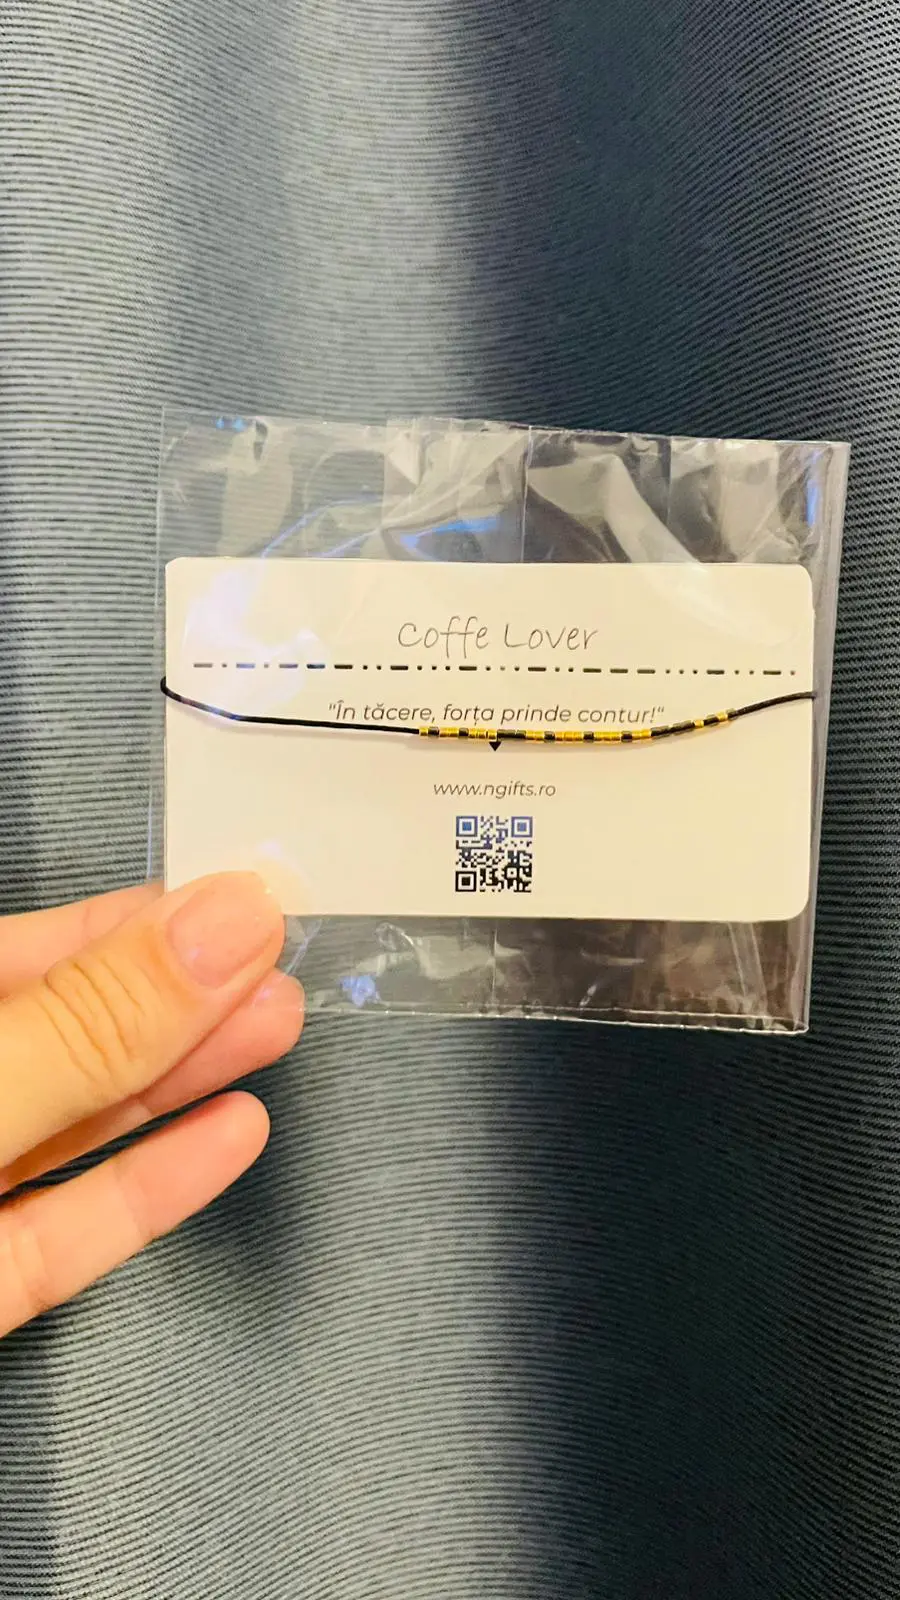 Coffe Lover
"În tăcere, forța prinde contur!"
www.ngifts.ro